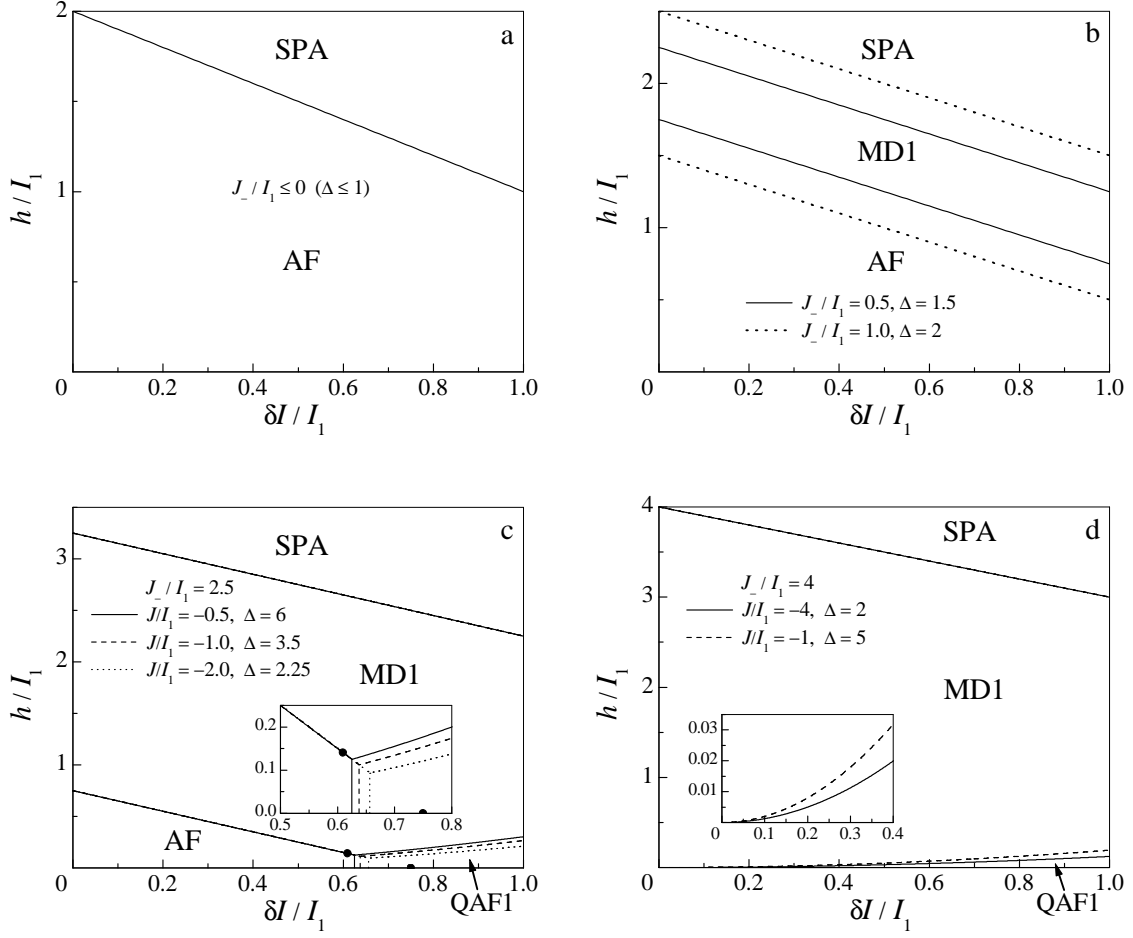 a
SPA
J_ / I₁ ≤ 0 (Δ ≤ 1)
AF
h / I₁
2
1
0
0 0.2 0.4 0.6 0.8 1.0
δI / I₁
b
SPA
MD1
AF
J_ / I₁ = 0.5, Δ = 1.5
J_ / I₁ = 1.0, Δ = 2
h / I₁
2
1
0 0.2 0.4 0.6 0.8 1.0
δI / I₁
c
SPA
J_ / I₁ = 2.5
J/I₁ = −0.5, Δ = 6
J/I₁ = −1.0, Δ = 3.5
J/I₁ = −2.0, Δ = 2.25
MD1
0.2
0.1
0.0
0.5 0.6 0.7 0.8
AF
QAF1
h / I₁
3
2
1
0 0.2 0.4 0.6 0.8 1.0
δI / I₁
d
SPA
J_ / I₁ = 4
J/I₁ = −4, Δ = 2
J/I₁ = −1, Δ = 5
MD1
0.03
0.02
0.01
0 0.1 0.2 0.3 0.4
QAF1
h / I₁
4
3
2
1
0 0.2 0.4 0.6 0.8 1.0
δI / I₁